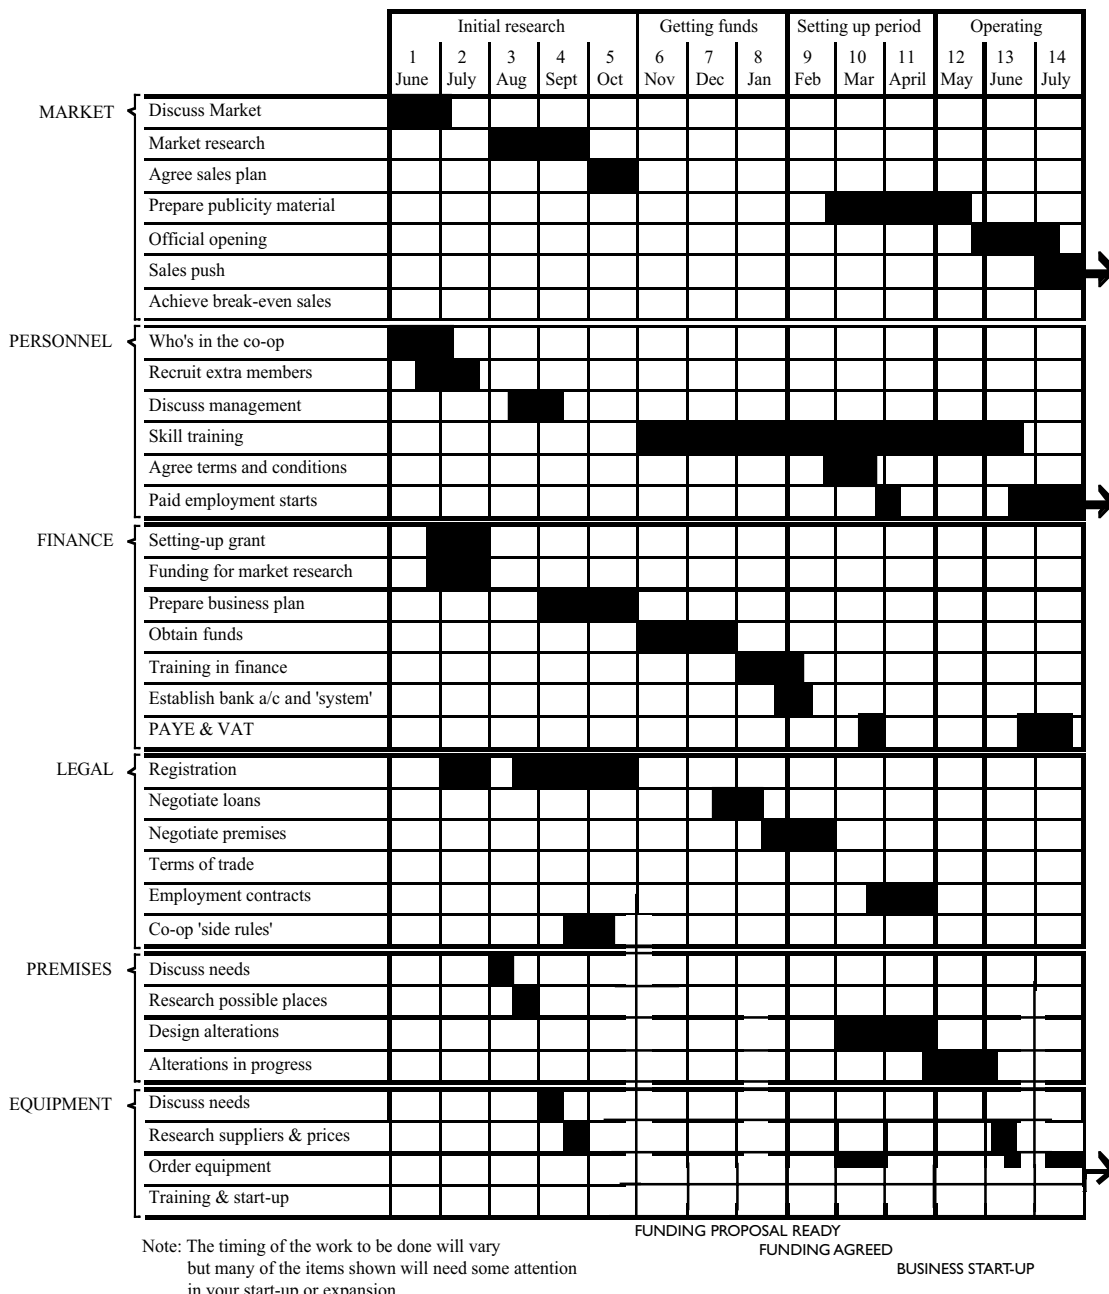 Initial research Getting funds Setting up period Operating
1 2 3 4 5 6 7 8 9 10 11 12 13 14
June July Aug Sept Oct Nov Dec Jan Feb Mar April May June July
MARKET Discuss Market
Market research
Agree sales plan
Prepare publicity material
Official opening
Sales push
Achieve break-even sales
PERSONNEL Who's in the co-op
Recruit extra members
Discuss management
Skill training
Agree terms and conditions
Paid employment starts
FINANCE Setting-up grant
Funding for market research
Prepare business plan
Obtain funds
Training in finance
Establish bank a/c and 'system'
PAYE & VAT
LEGAL Registration
Negotiate loans
Negotiate premises
Terms of trade
Employment contracts
Co-op 'side rules'
PREMISES Discuss needs
Research possible places
Design alterations
Alterations in progress
EQUIPMENT Discuss needs
Research suppliers & prices
Order equipment
Training & start-up
FUNDING PROPOSAL READY
FUNDING AGREED
BUSINESS START-UP
Note: The timing of the work to be done will vary
but many of the items shown will need some attention
in your start-up or expansion